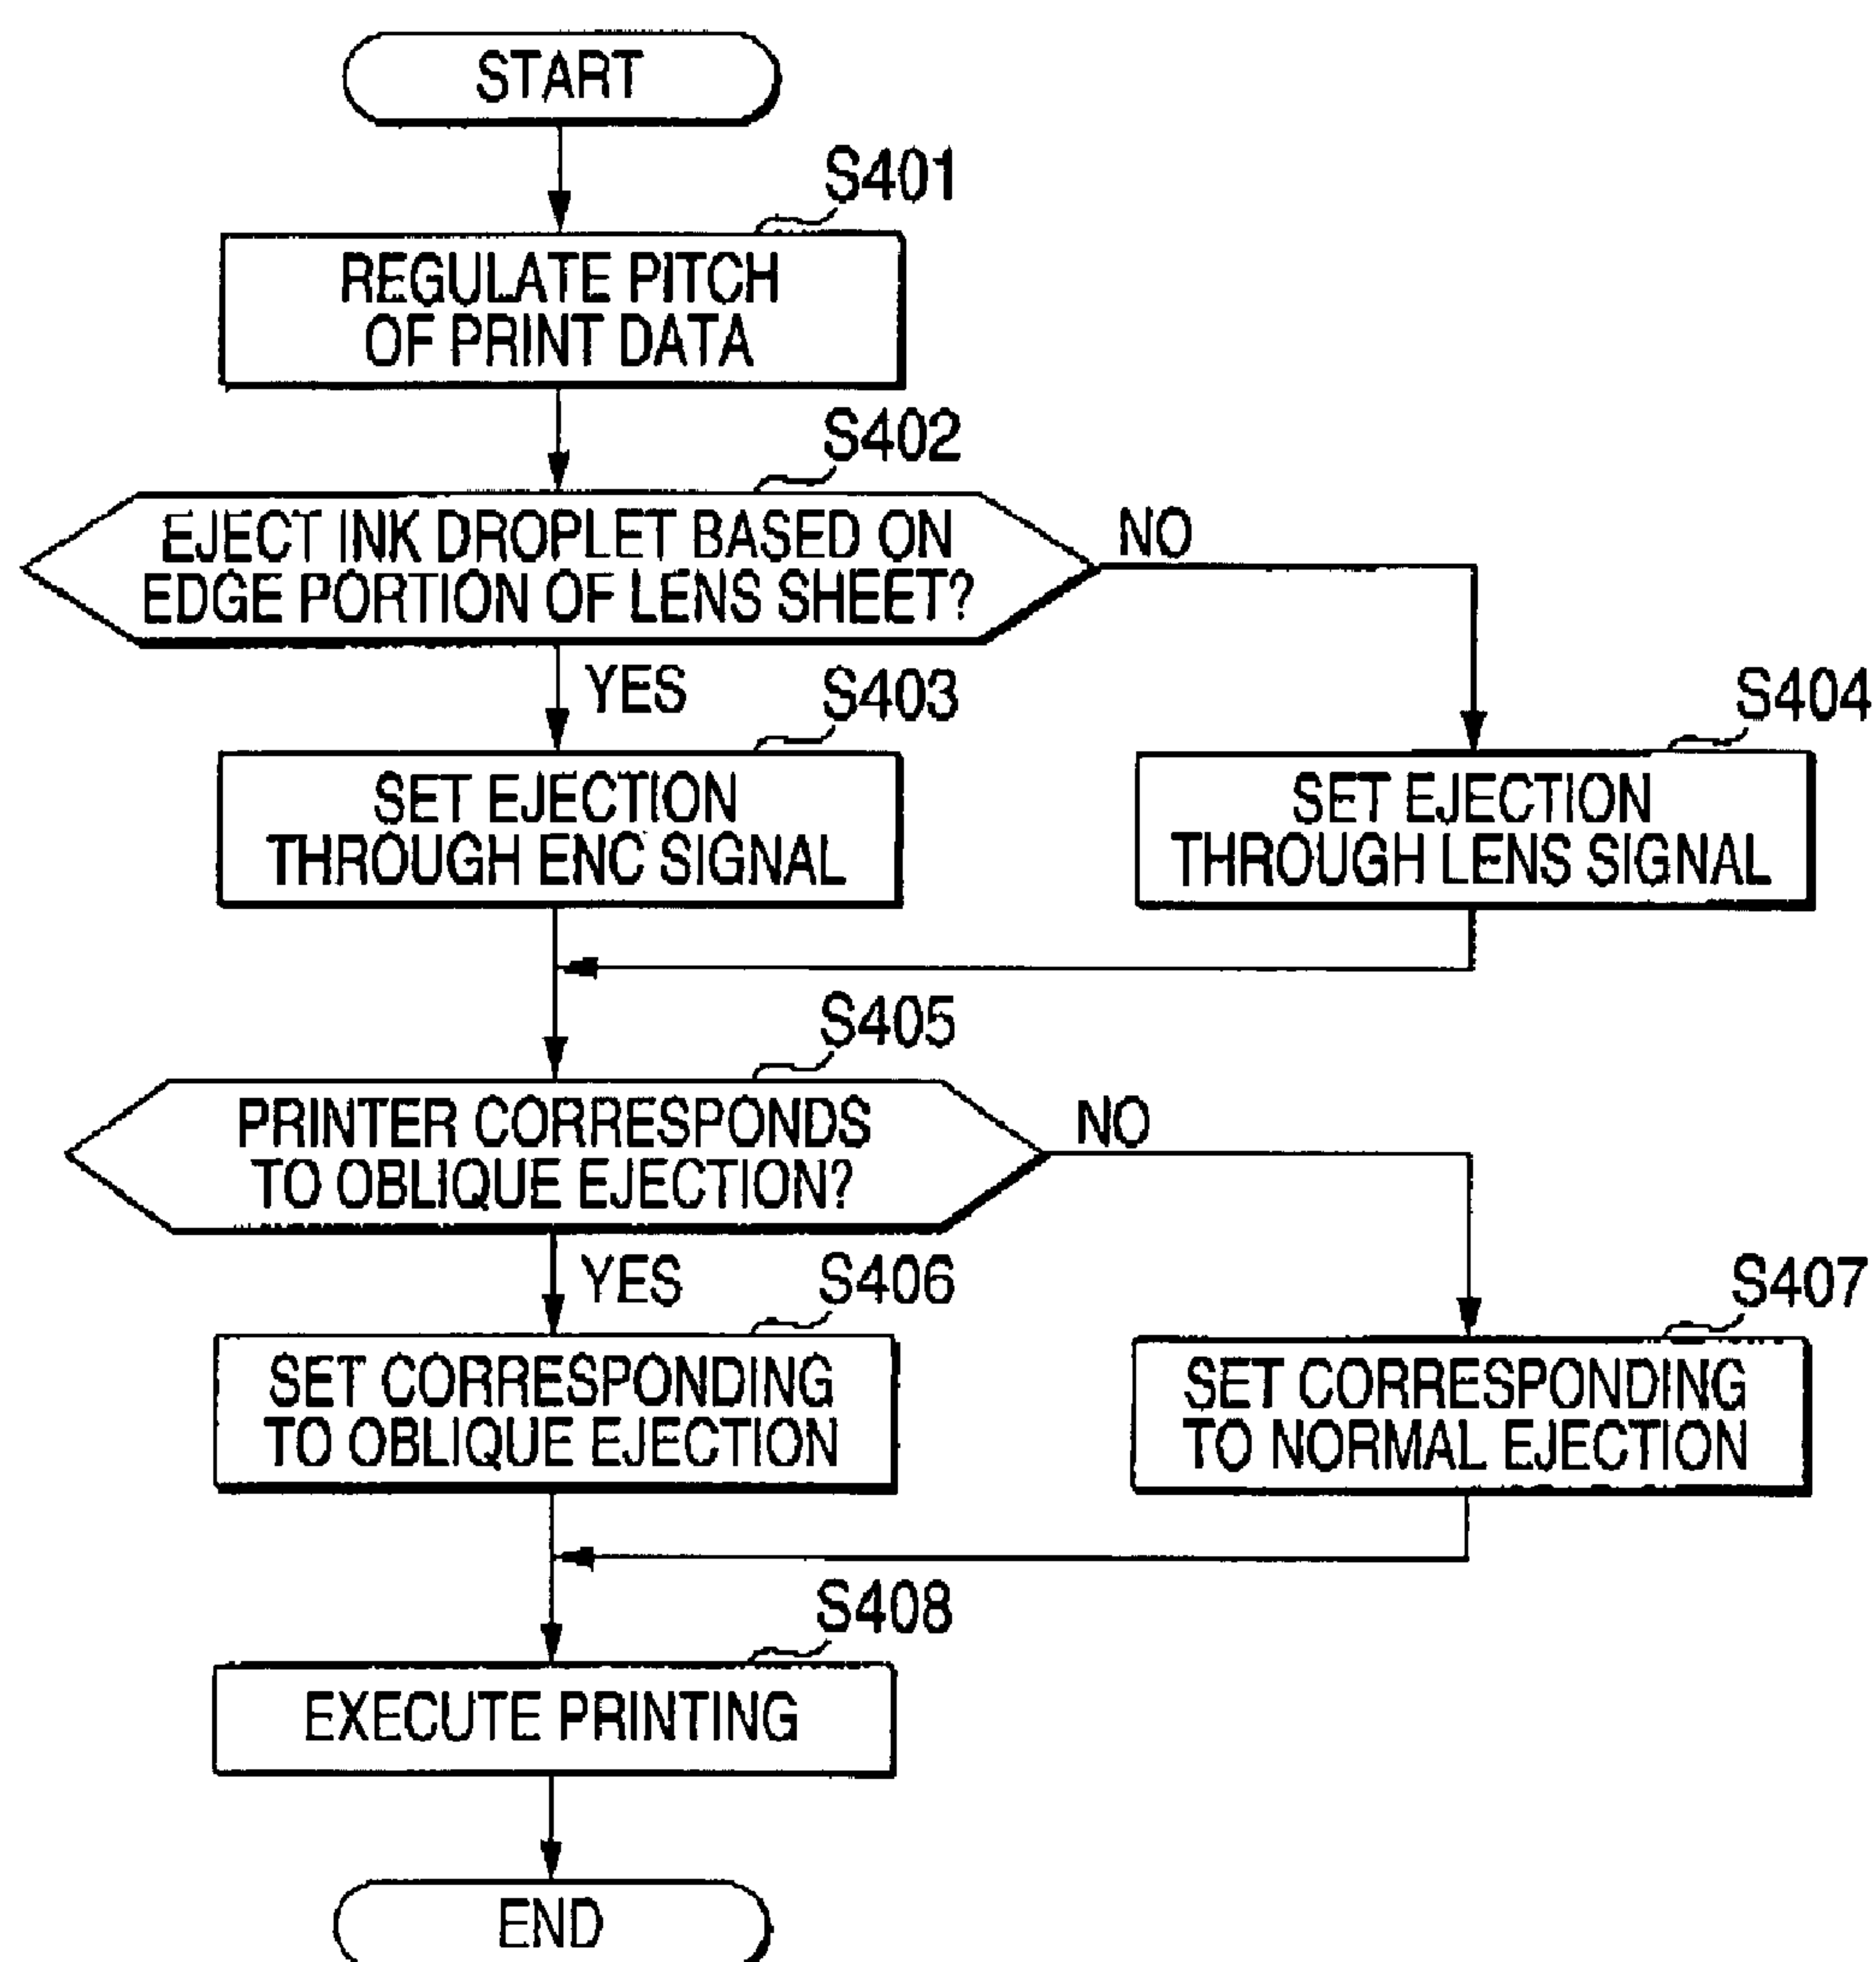 START
S401
REGULATE PITCH
OF PRINT DATA
S402
EJECT INK DROPLET BASED ON
EDGE PORTION OF LENS SHEET?
NO
YES
S403
S404
SET EJECTION
THROUGH ENC SIGNAL
SET EJECTION
THROUGH LENS SIGNAL
S405
PRINTER CORRESPONDS
TO OBLIQUE EJECTION?
NO
YES
S406
S407
SET CORRESPONDING
TO OBLIQUE EJECTION
SET CORRESPONDING
TO NORMAL EJECTION
S408
EXECUTE PRINTING
END